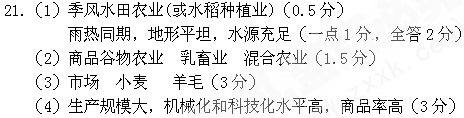 21. (1) 季风水田农业(或水稻种植业) (0.5分)
雨热同期，地形平坦，水源充足 (一点1分，全答2分)
(2) 商品谷物农业 乳畜业 混合农业 (1.5分)
(3) 市场 小麦 羊毛 (3分)
(4) 生产规模大，机械化和科技化水平高，商品率高 (3分)